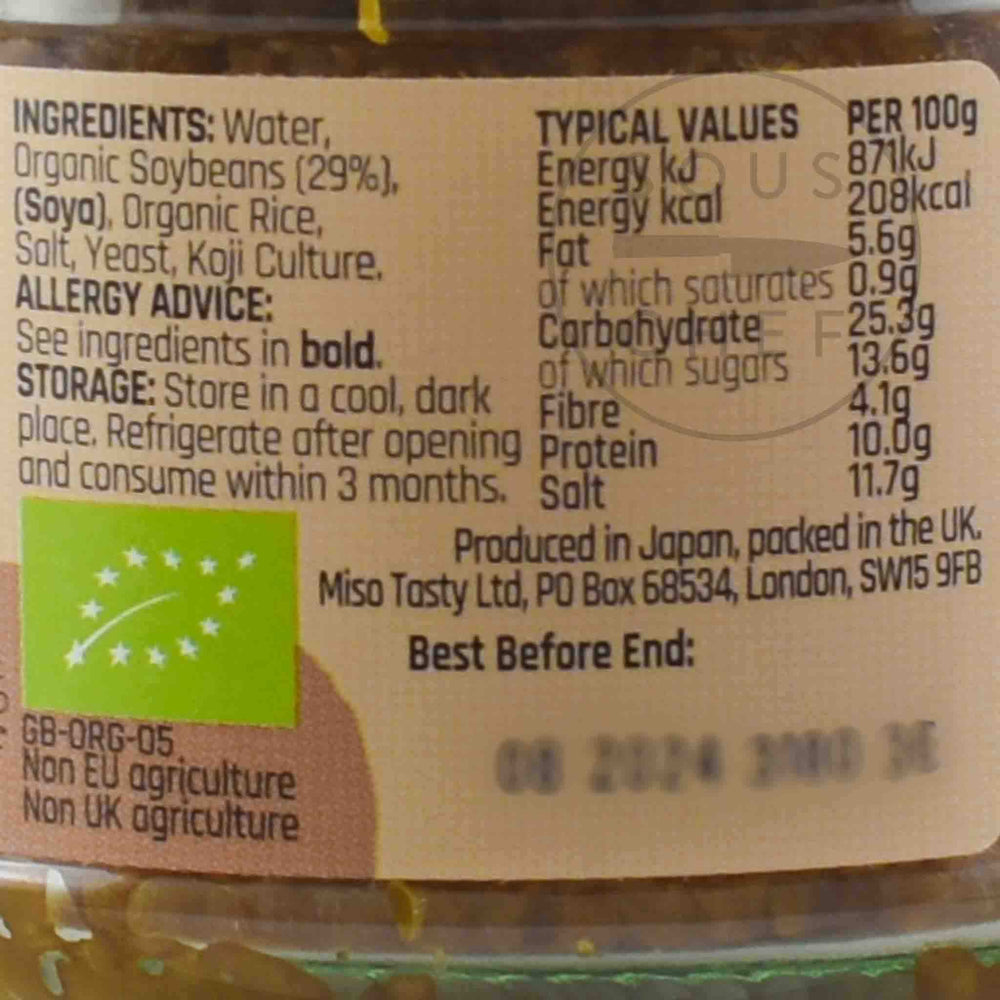 INGREDIENTS: Water,
Organic Soybeans (29%),
(Soya), Organic Rice,
Salt, Yeast, Koji Culture.
ALLERGY ADVICE:
See ingredients in bold.
STORAGE: Store in a cool, dark
place. Refrigerate after opening
and consume within 3 months.
TYPICAL VALUES PER 100g
Energy kJ 871kJ
Energy kcal 208kcal
Fat 5.6g
of which saturates 0.9g
Carbohydrate 25.3g
of which sugars 13.6g
Fibre 4.1g
Protein 10.0g
Salt 11.7g
Produced in Japan, packed in the UK.
Miso Tasty Ltd, PO Box 68534, London, SW15 9FB
Best Before End:
08 2024
GB-ORG-05
Non EU agriculture
Non UK agriculture
SOUS
CHEF